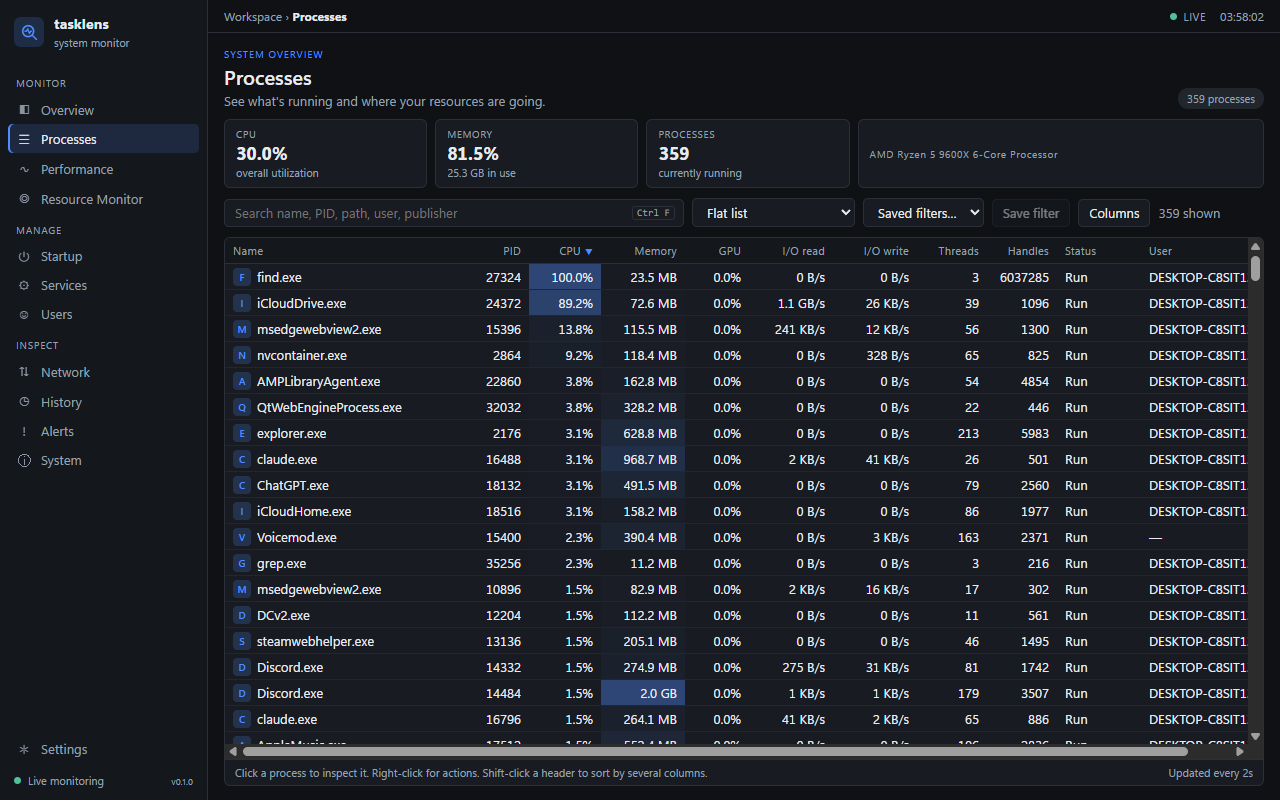 tasklens
system monitor
MONITOR
Overview
Processes
Performance
Resource Monitor
MANAGE
Startup
Services
Users
INSPECT
Network
History
Alerts
System
Settings
Live monitoring v0.1.0
Workspace › Processes
LIVE 03:58:02
SYSTEM OVERVIEW
Processes
See what's running and where your resources are going.
359 processes
CPU
30.0%
overall utilization
MEMORY
81.5%
25.3 GB in use
PROCESSES
359
currently running
AMD Ryzen 5 9600X 6-Core Processor
Search name, PID, path, user, publisher Ctrl F
Flat list
Saved filters...
Save filter
Columns
359 shown
Name PID CPU Memory GPU I/O read I/O write Threads Handles Status User
F find.exe 27324 100.0% 23.5 MB 0.0% 0 B/s 0 B/s 3 6037285 Run DESKTOP-C8SIT1
I iCloudDrive.exe 24372 89.2% 72.6 MB 0.0% 1.1 GB/s 26 KB/s 39 1096 Run DESKTOP-C8SIT1
M msedgewebview2.exe 15396 13.8% 115.5 MB 0.0% 241 KB/s 12 KB/s 56 1300 Run DESKTOP-C8SIT1
N nvcontainer.exe 2864 9.2% 118.4 MB 0.0% 0 B/s 328 B/s 65 825 Run DESKTOP-C8SIT1
A AMPLibraryAgent.exe 22860 3.8% 162.8 MB 0.0% 0 B/s 0 B/s 54 4854 Run DESKTOP-C8SIT1
Q QtWebEngineProcess.exe 32032 3.8% 328.2 MB 0.0% 0 B/s 0 B/s 22 446 Run DESKTOP-C8SIT1
E explorer.exe 2176 3.1% 628.8 MB 0.0% 0 B/s 0 B/s 213 5983 Run DESKTOP-C8SIT1
C claude.exe 16488 3.1% 968.7 MB 0.0% 2 KB/s 41 KB/s 26 501 Run DESKTOP-C8SIT1
C ChatGPT.exe 18132 3.1% 491.5 MB 0.0% 0 B/s 0 B/s 79 2560 Run DESKTOP-C8SIT1
I iCloudHome.exe 18516 3.1% 158.2 MB 0.0% 0 B/s 0 B/s 86 1977 Run DESKTOP-C8SIT1
V Voicemod.exe 15400 2.3% 390.4 MB 0.0% 0 B/s 3 KB/s 163 2371 Run —
G grep.exe 35256 2.3% 11.2 MB 0.0% 0 B/s 0 B/s 3 216 Run DESKTOP-C8SIT1
M msedgewebview2.exe 10896 1.5% 82.9 MB 0.0% 2 KB/s 16 KB/s 17 302 Run DESKTOP-C8SIT1
D DCv2.exe 12204 1.5% 112.2 MB 0.0% 0 B/s 0 B/s 11 561 Run DESKTOP-C8SIT1
S steamwebhelper.exe 13136 1.5% 205.1 MB 0.0% 0 B/s 0 B/s 46 1495 Run DESKTOP-C8SIT1
D Discord.exe 14332 1.5% 274.9 MB 0.0% 275 B/s 31 KB/s 81 1742 Run DESKTOP-C8SIT1
D Discord.exe 14484 1.5% 2.0 GB 0.0% 1 KB/s 1 KB/s 179 3507 Run DESKTOP-C8SIT1
C claude.exe 16796 1.5% 264.1 MB 0.0% 41 KB/s 2 KB/s 65 886 Run DESKTOP-C8SIT1
Click a process to inspect it. Right-click for actions. Shift-click a header to sort by several columns.
Updated every 2s